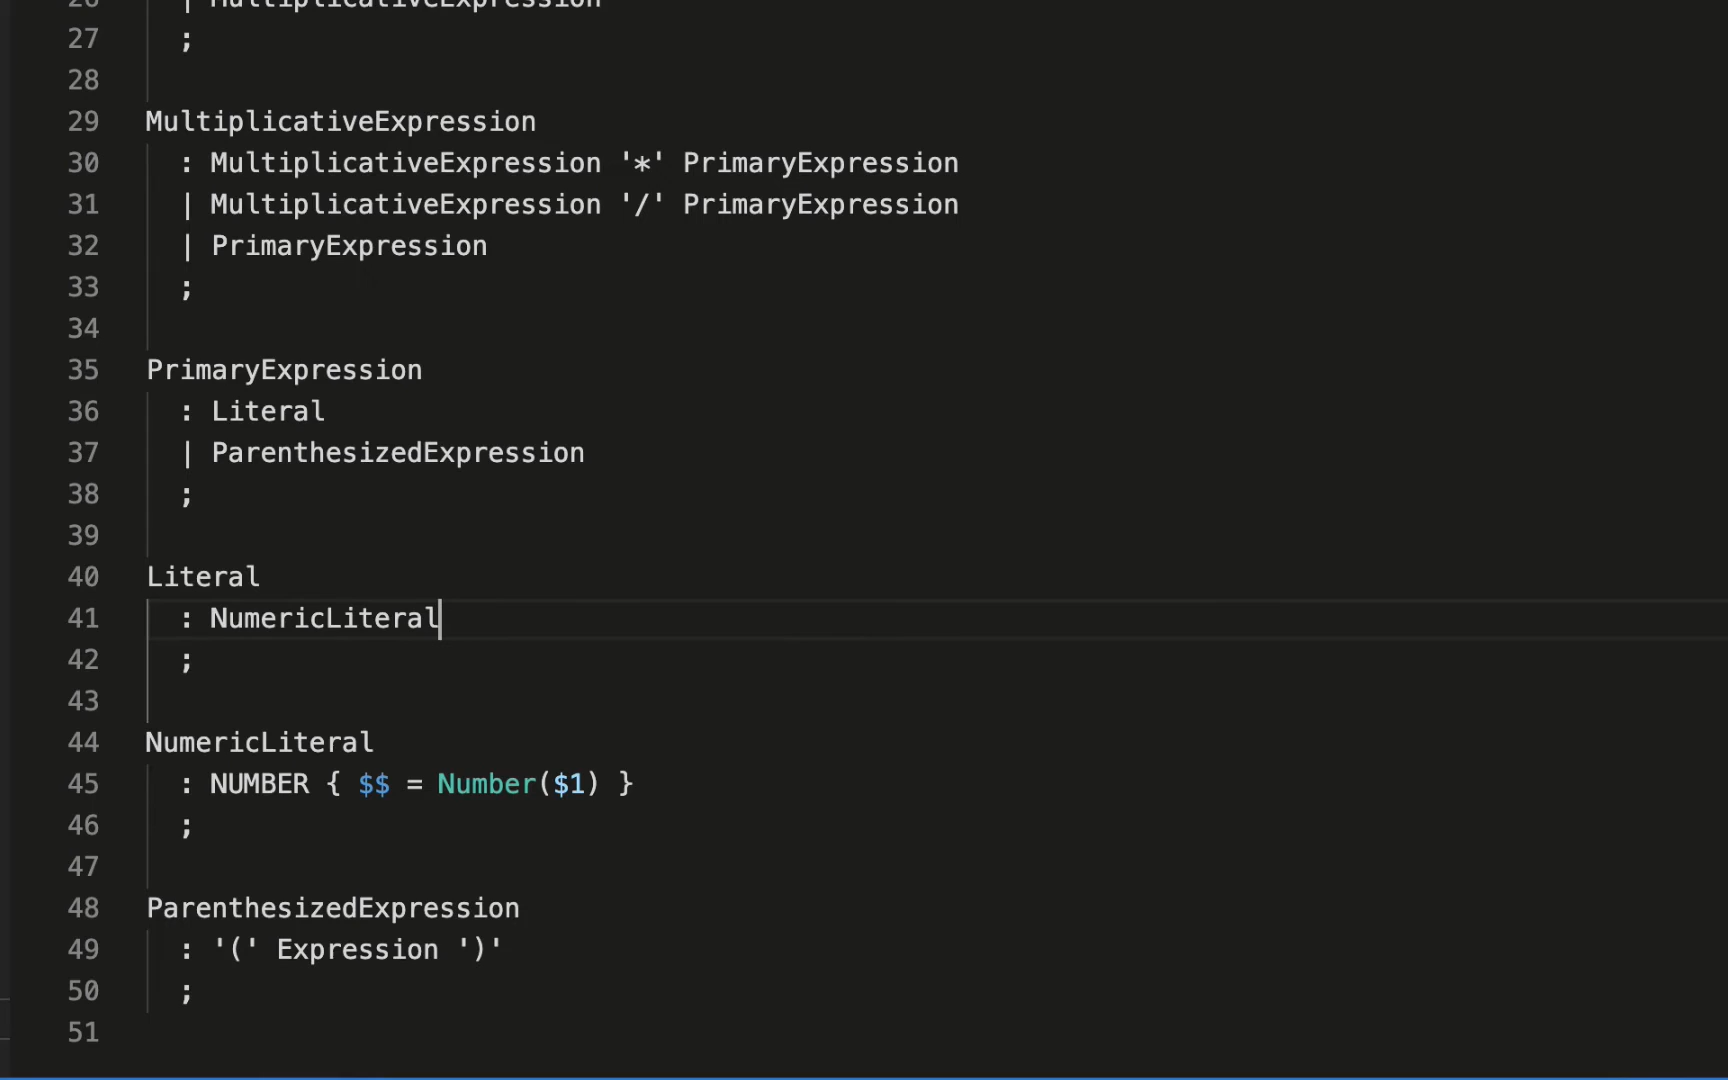 26 | MultiplicativeExpression
27 ;
28
29 MultiplicativeExpression
30 : MultiplicativeExpression '*' PrimaryExpression
31 | MultiplicativeExpression '/' PrimaryExpression
32 | PrimaryExpression
33 ;
34
35 PrimaryExpression
36 : Literal
37 | ParenthesizedExpression
38 ;
39
40 Literal
41 : NumericLiteral
42 ;
43
44 NumericLiteral
45 : NUMBER { $$ = Number($1) }
46 ;
47
48 ParenthesizedExpression
49 : '(' Expression ')'
50 ;
51